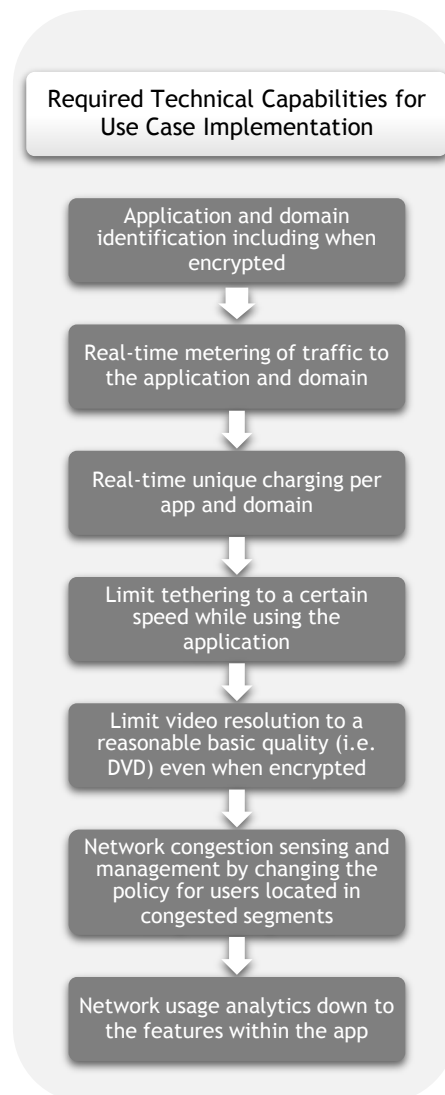 Required Technical Capabilities for
Use Case Implementation
Application and domain
identification including when
encrypted
Real-time metering of traffic to
the application and domain
Real-time unique charging per
app and domain
Limit tethering to a certain
speed while using the
application
Limit video resolution to a
reasonable basic quality (i.e.
DVD) even when encrypted
Network congestion sensing and
management by changing the
policy for users located in
congested segments
Network usage analytics down to
the features within the app